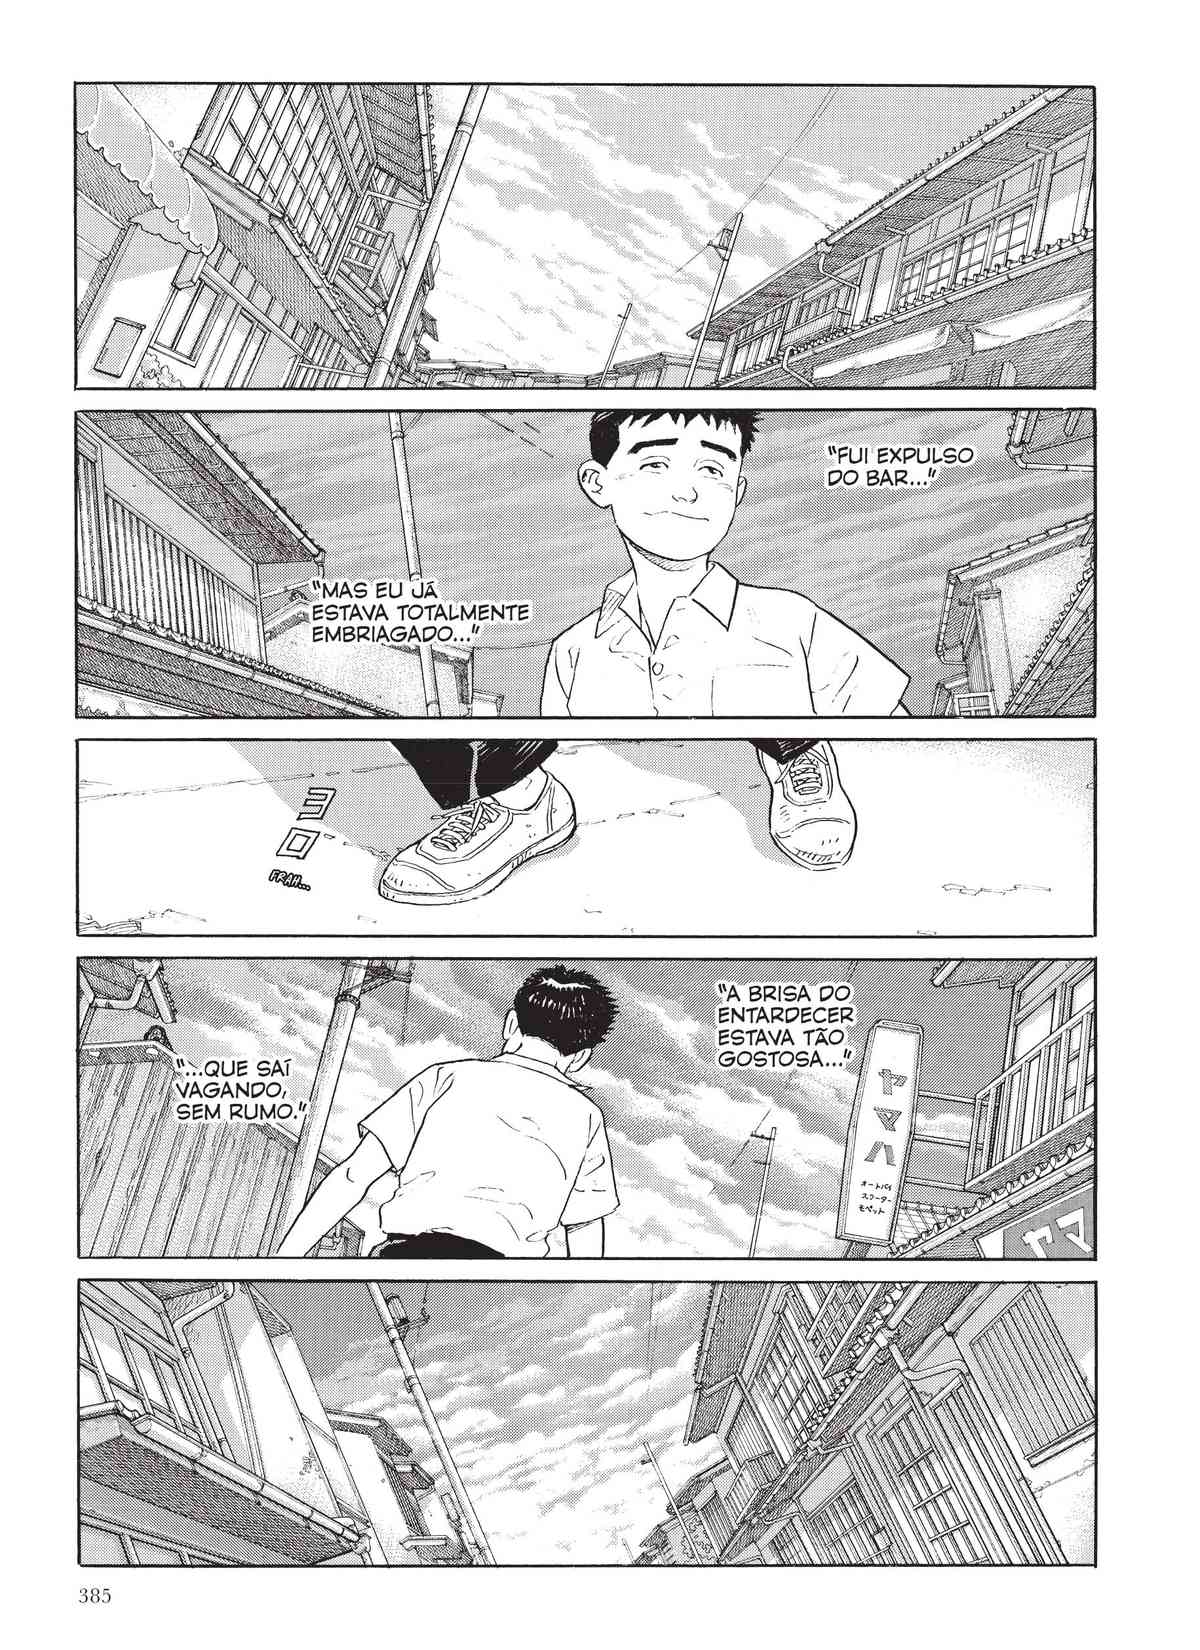 "FUI EXPULSO
DO BAR..."
"MAS EU JÁ
ESTAVA TOTALMENTE
EMBRIAGADO..."
ヨ
ロ
FRAH...
"A BRISA DO
ENTARDECER
ESTAVA TÃO
GOSTOSA..."
"...QUE SAÍ
VAGANDO,
SEM RUMO."
ヤマハ
オートバイ
スクーター
モペット
ヤマ
385